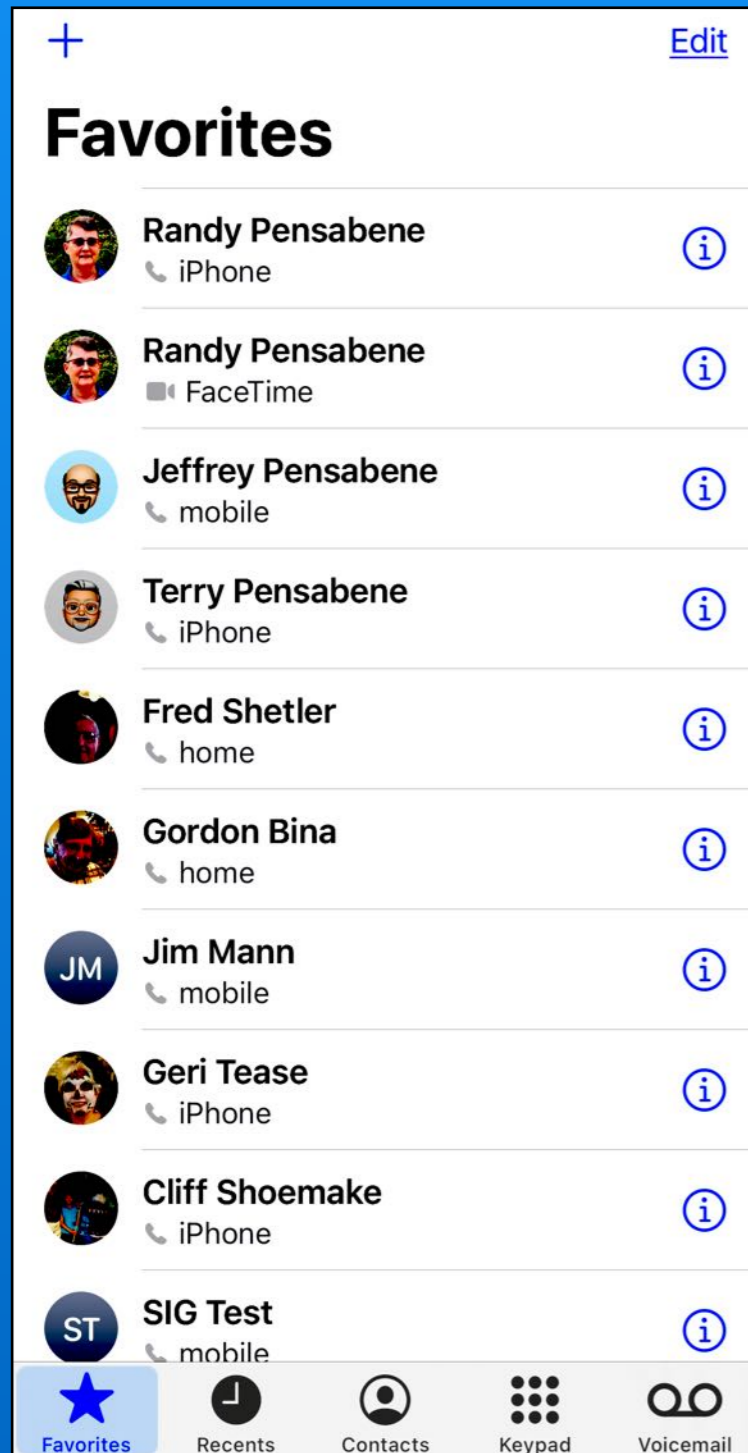 Edit
Favorites
Randy Pensabene
iPhone
Randy Pensabene
FaceTime
Jeffrey Pensabene
mobile
Terry Pensabene
iPhone
Fred Shetler
home
Gordon Bina
home
JM
Jim Mann
mobile
Geri Tease
iPhone
Cliff Shoemake
iPhone
ST
SIG Test
mobile
Favorites Recents Contacts Keypad Voicemail